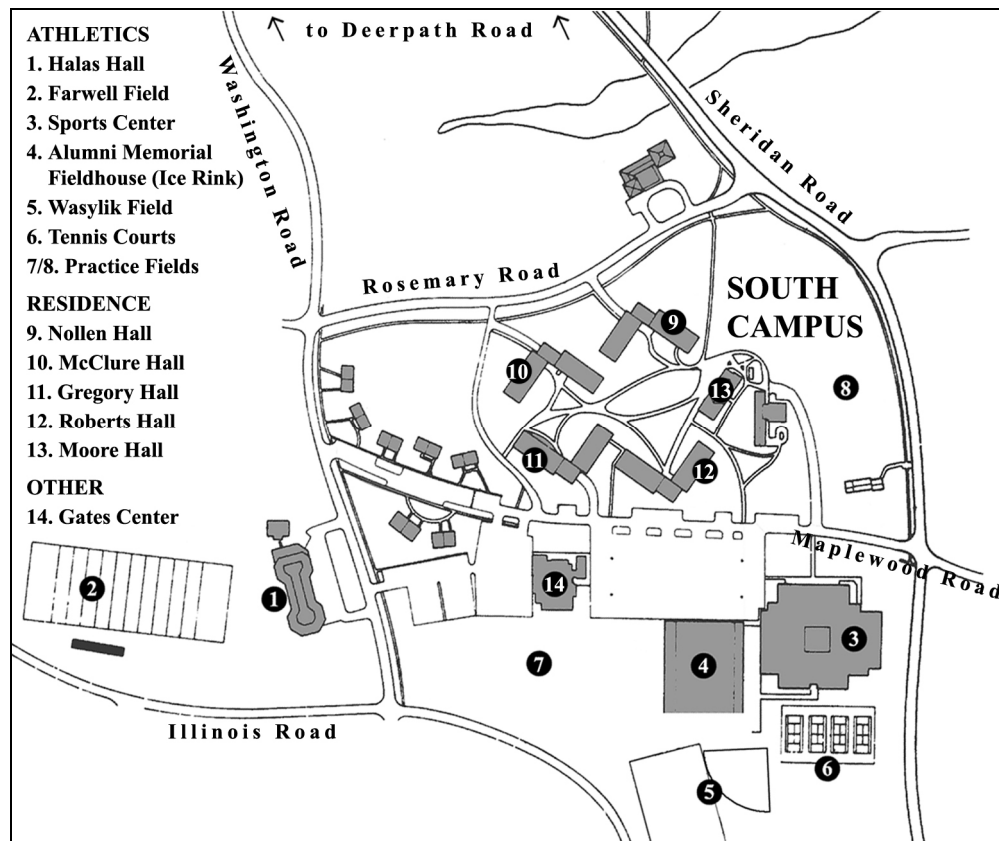 ATHLETICS
1. Halas Hall
2. Farwell Field
3. Sports Center
4. Alumni Memorial
Fieldhouse (Ice Rink)
5. Wasylik Field
6. Tennis Courts
7/8. Practice Fields
RESIDENCE
9. Nollen Hall
10. McClure Hall
11. Gregory Hall
12. Roberts Hall
13. Moore Hall
OTHER
14. Gates Center
to Deerpath Road
Washington Road
Sheridan Road
Rosemary Road
SOUTH
CAMPUS
9
10
13
8
11
12
Maplewood Road
14
2
1
3
7
4
Illinois Road
6
5